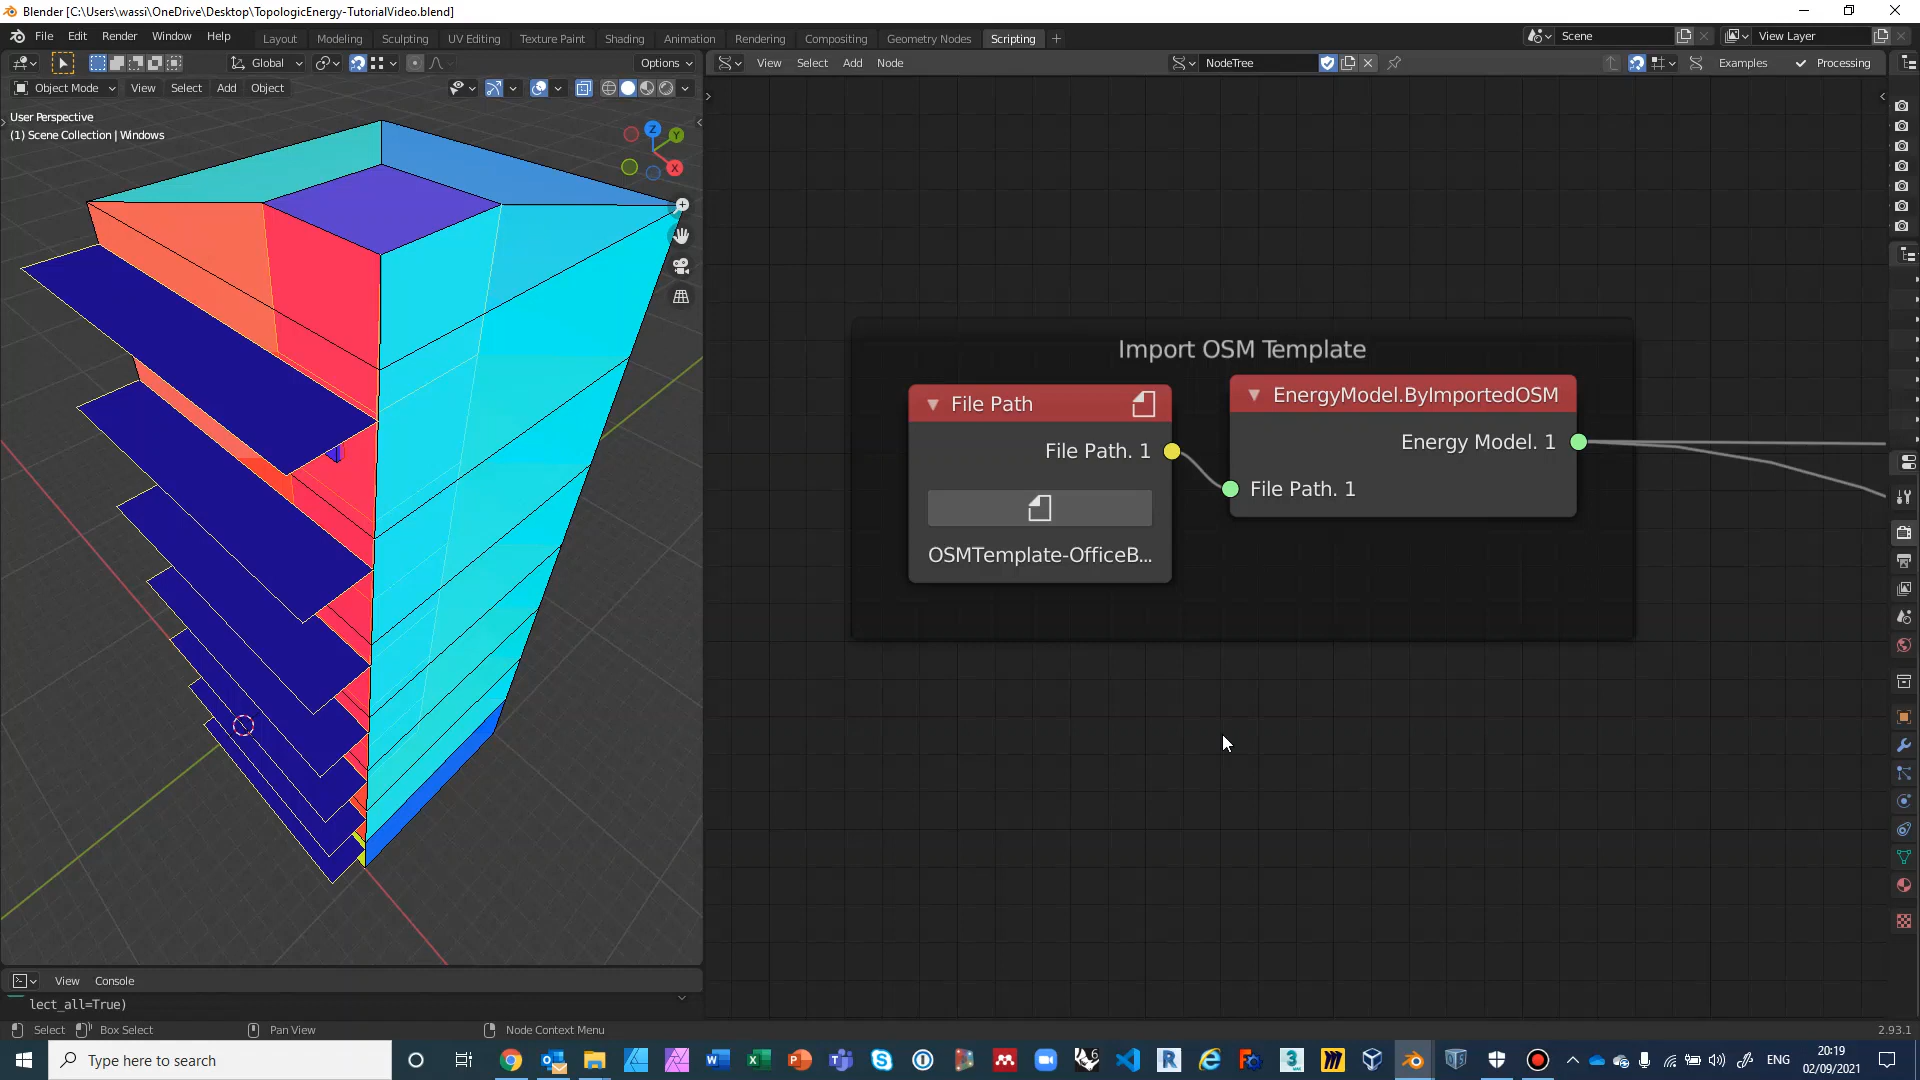 Blender [C:\Users\wassi\OneDrive\Desktop\TopologicEnergy-TutorialVideo.blend]
File Edit Render Window Help
Layout Modeling Sculpting UV Editing Texture Paint Shading Animation Rendering Compositing Geometry Nodes Scripting
Scene
View Layer
Global
Options
View Select Add Node
NodeTree
Examples
Processing
Object Mode View Select Add Object
User Perspective
(1) Scene Collection | Windows
Z
Y
X
Import OSM Template
File Path
File Path. 1
OSMTemplate-OfficeB...
EnergyModel.ByImportedOSM
Energy Model. 1
File Path. 1
View Console
lect_all=True)
Select Box Select Pan View Node Context Menu
2.93.1
Type here to search
ENG
20:19
02/09/2021